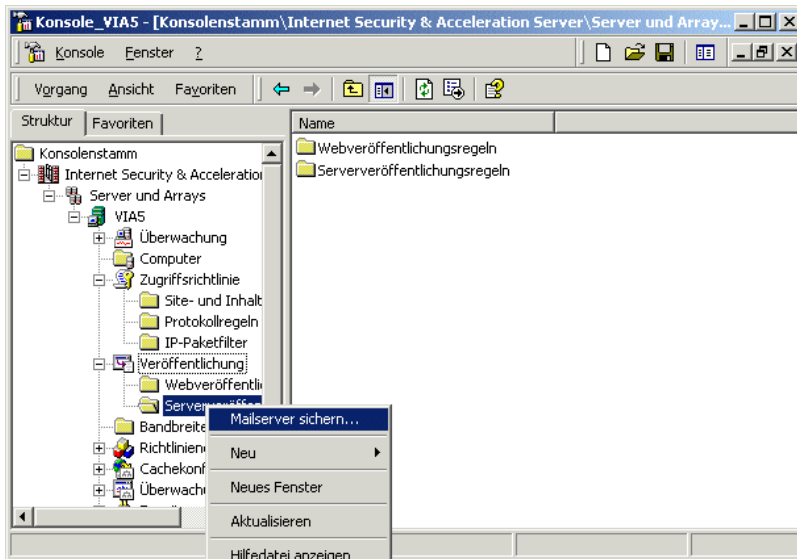 Konsole_VIA5 - [Konsolenstamm\Internet Security & Acceleration Server\Server und Array...
Konsole Fenster ?
Vorgang Ansicht Favoriten
Struktur Favoriten
Name
Konsolenstamm
Internet Security & Acceleration
Server und Arrays
VIA5
Überwachung
Computer
Zugriffsrichtlinie
Site- und Inhalt
Protokollregeln
IP-Paketfilter
Veröffentlichung
Webveröffentli
Serveröffen
Bandbreite
Richtlinien
Cachekonf
Überwach
Webveröffentlichungsregeln
Serververöffentlichungsregeln
Mailserver sichern...
Neu
Neues Fenster
Aktualisieren
Hilfedatei anzeigen